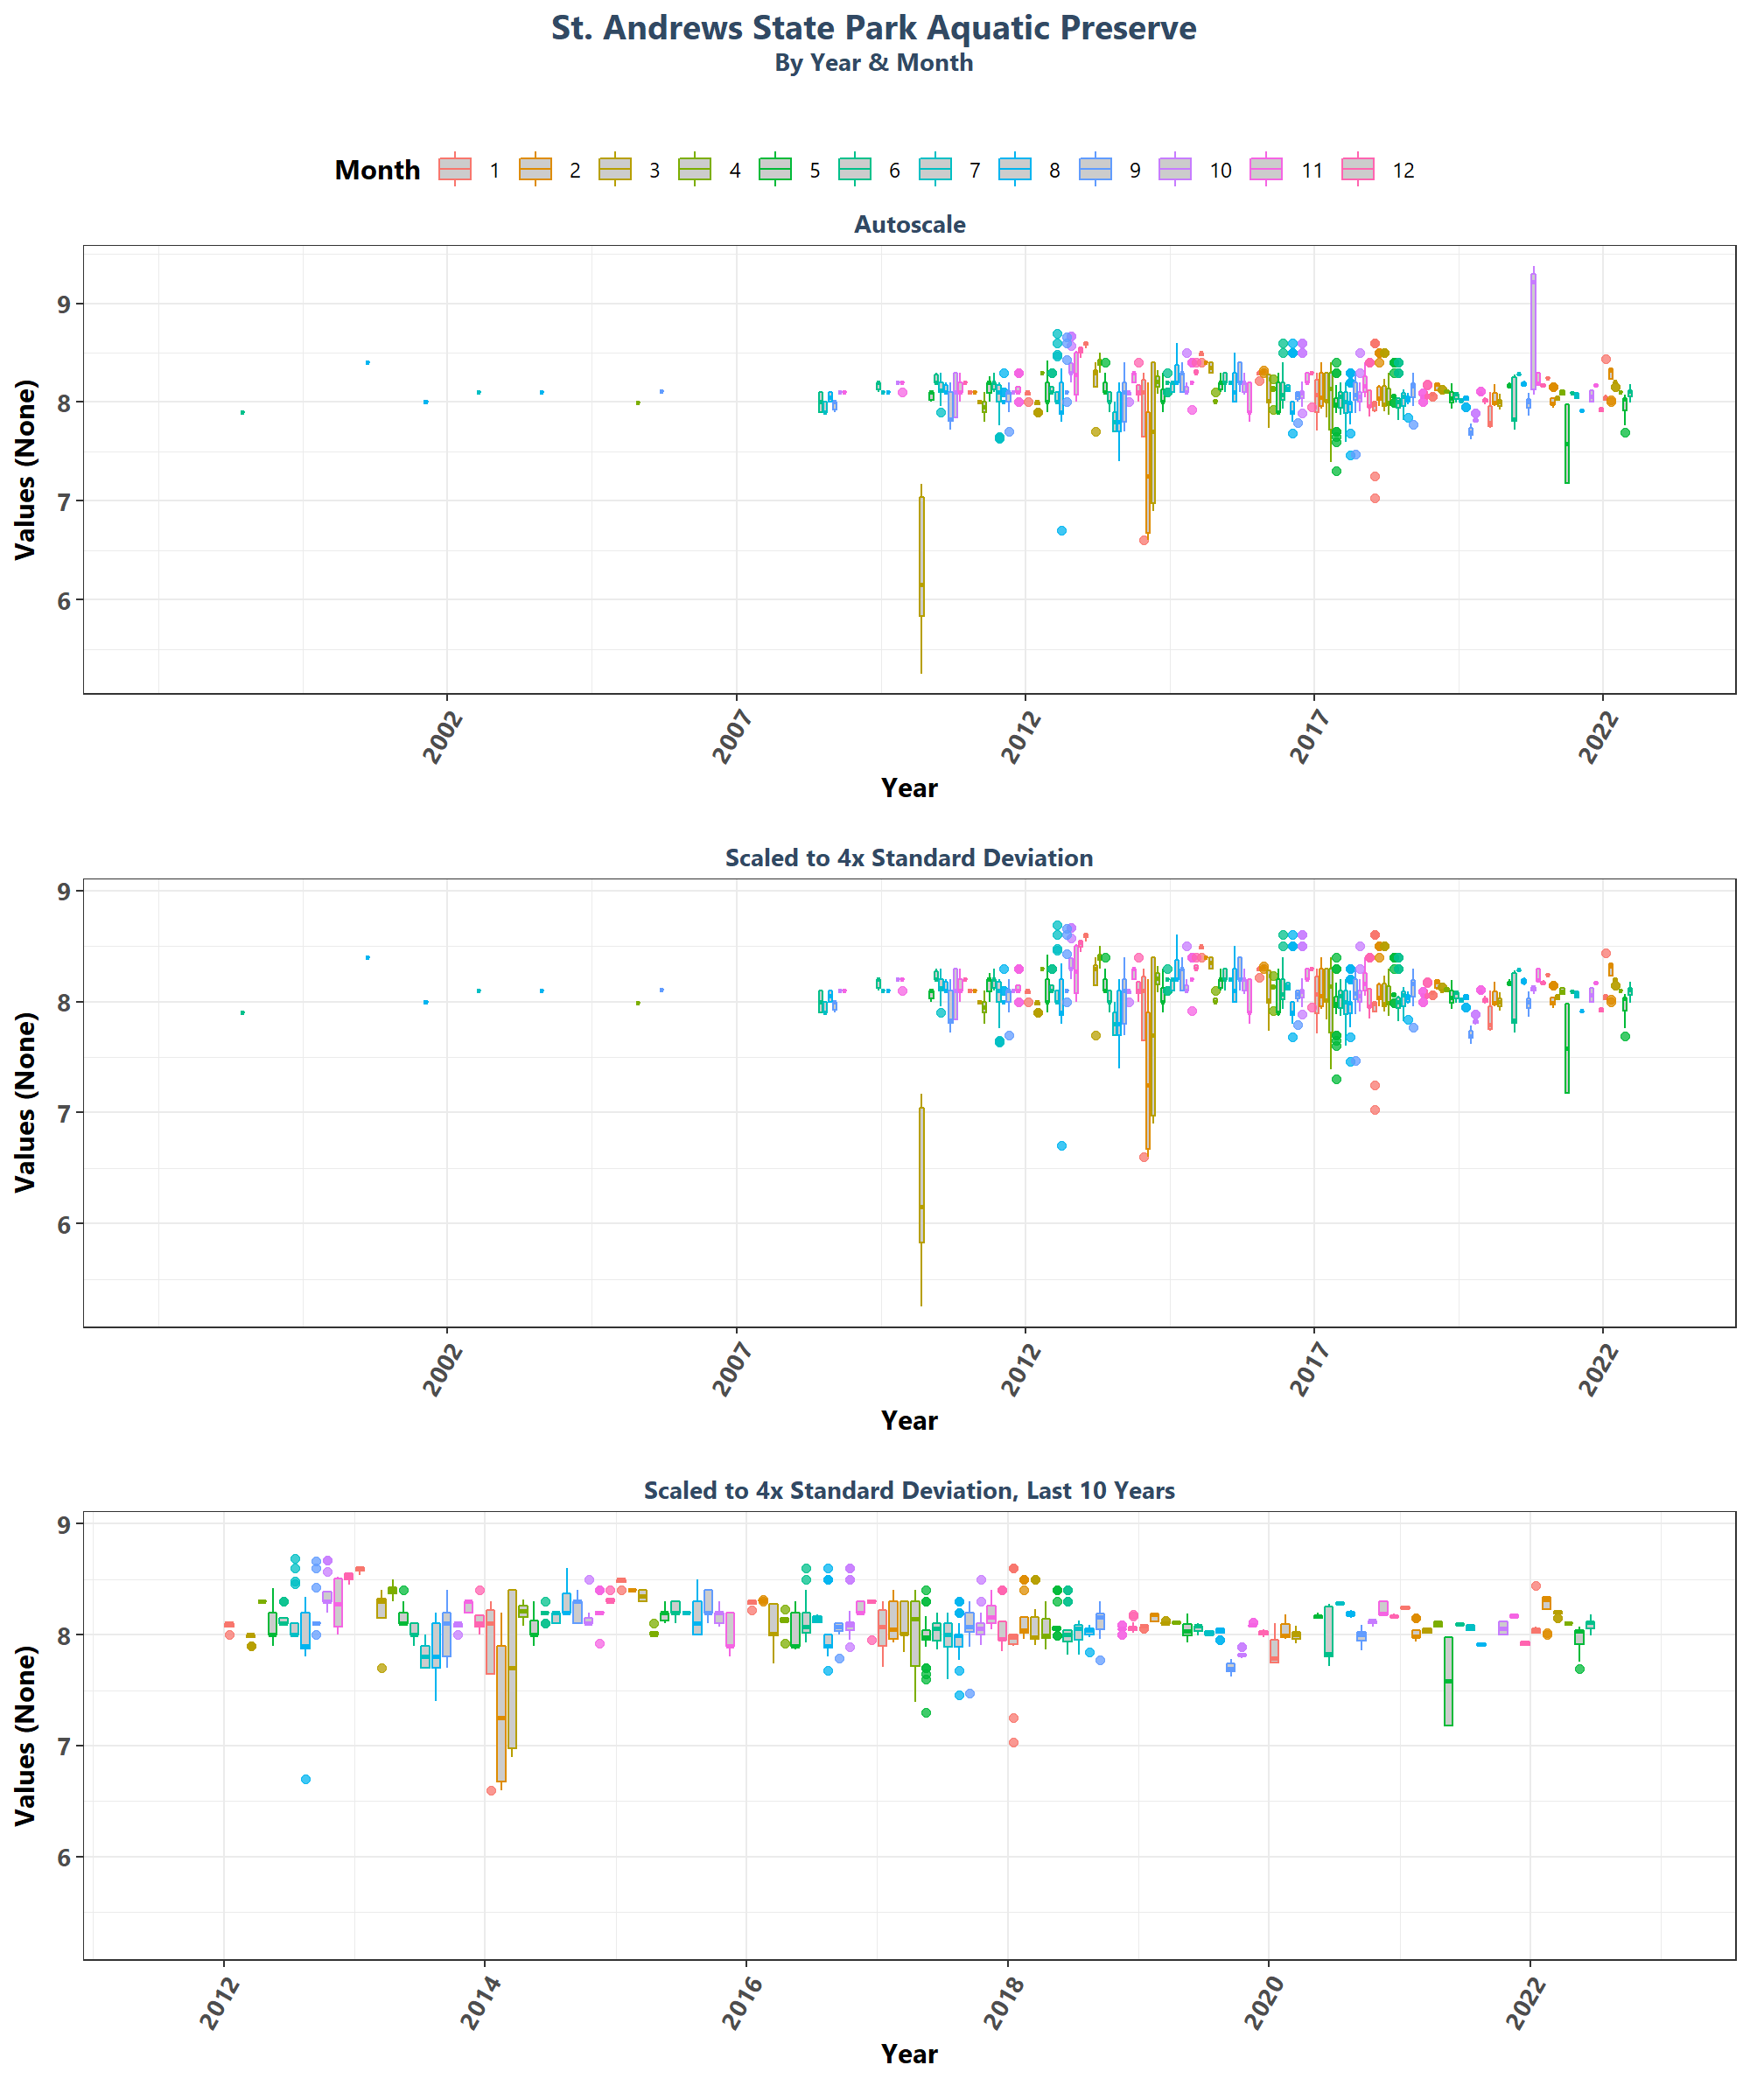 St. Andrews State Park Aquatic Preserve
By Year & Month
Month 1 2 3 4 5 6 7 8 9 10 11 12
Autoscale
Values (None)
9
8
7
6
2002 2007 2012 2017 2022
Year
Scaled to 4x Standard Deviation
Values (None)
9
8
7
6
2002 2007 2012 2017 2022
Year
Scaled to 4x Standard Deviation, Last 10 Years
Values (None)
9
8
7
6
2012 2014 2016 2018 2020 2022
Year